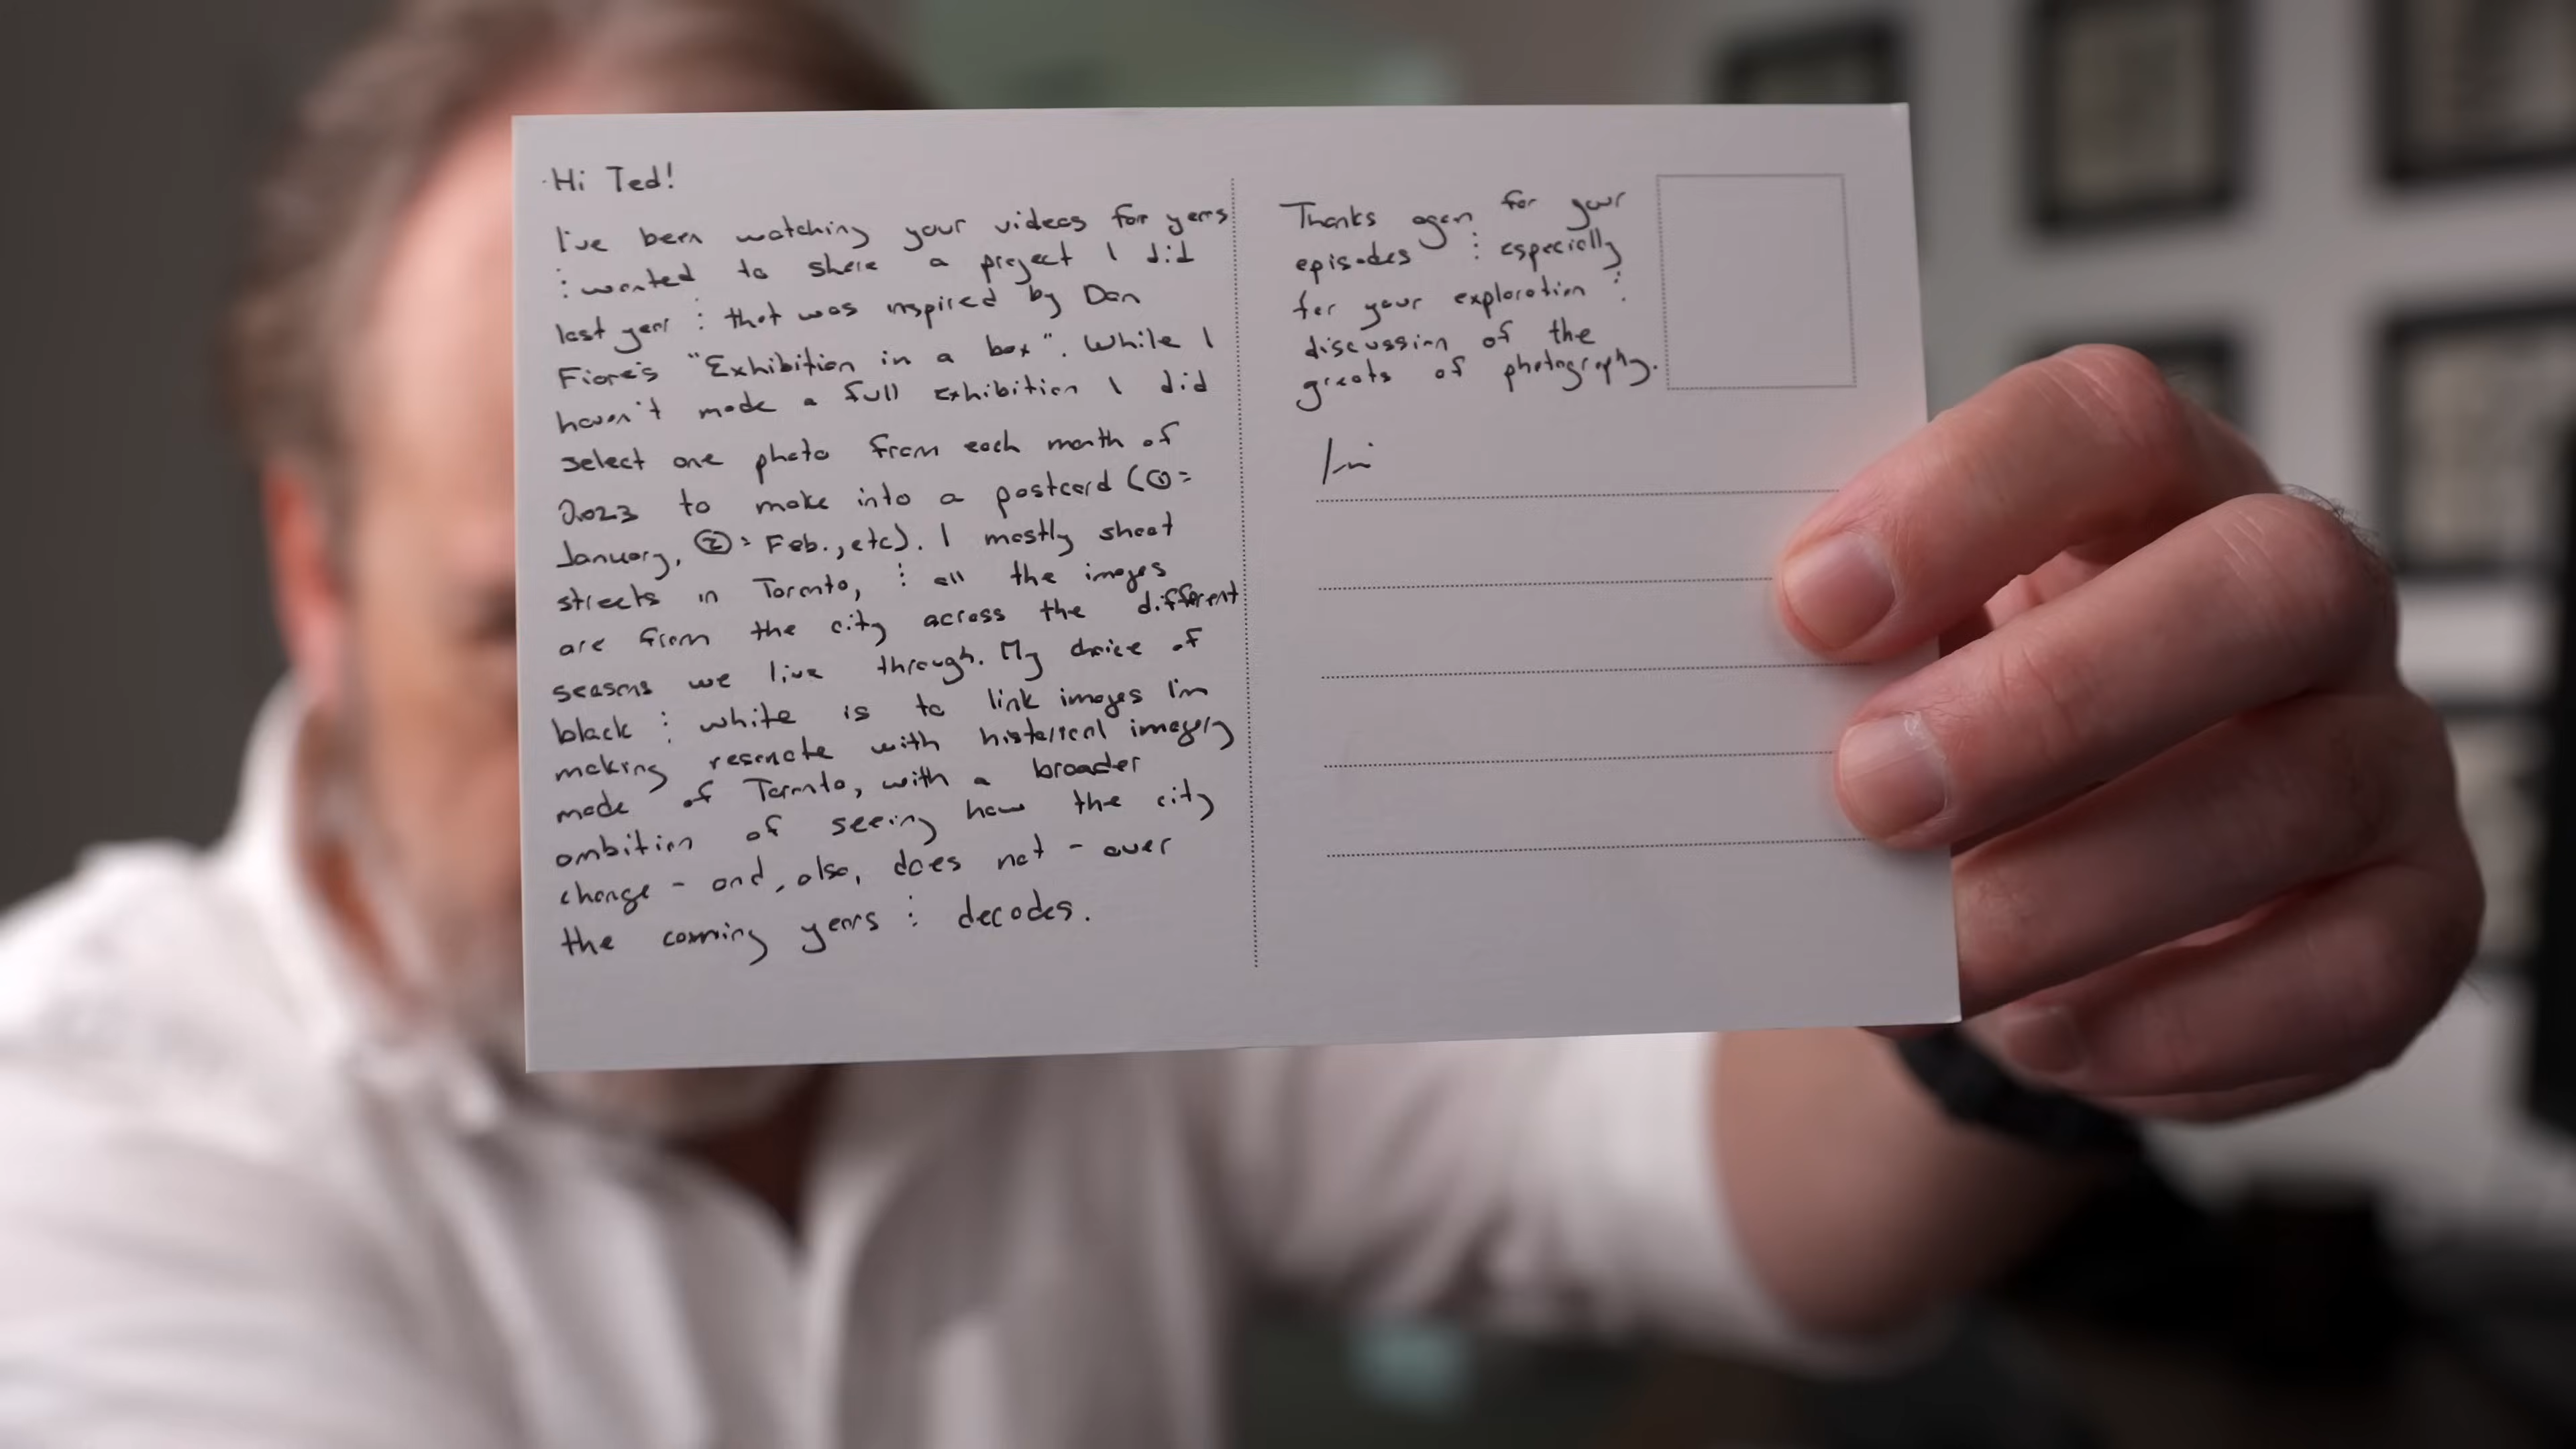 Hi Ted!
I've been watching your videos for years
⫶ wanted to share a project I did
last year ⫶ that was inspired by Dan
Fiore's "Exhibition in a box". While I
haven't made a full exhibition I did
select one photo from each month of
2023 to make into a postcard (①=
January, ②= Feb., etc). I mostly shoot
streets in Toronto, ⫶ all the images
are from the city across the different
seasons we live through. My choice of
black ⫶ white is to link images I'm
making resonate with historical imagery
made of Toronto, with a broader
ambition of seeing how the city
change - and, also, does not - over
the coming years ⫶ decades.
Thanks again for your
episodes ⫶ especially
for your exploration ⫶
discussion of the
greats of photography.